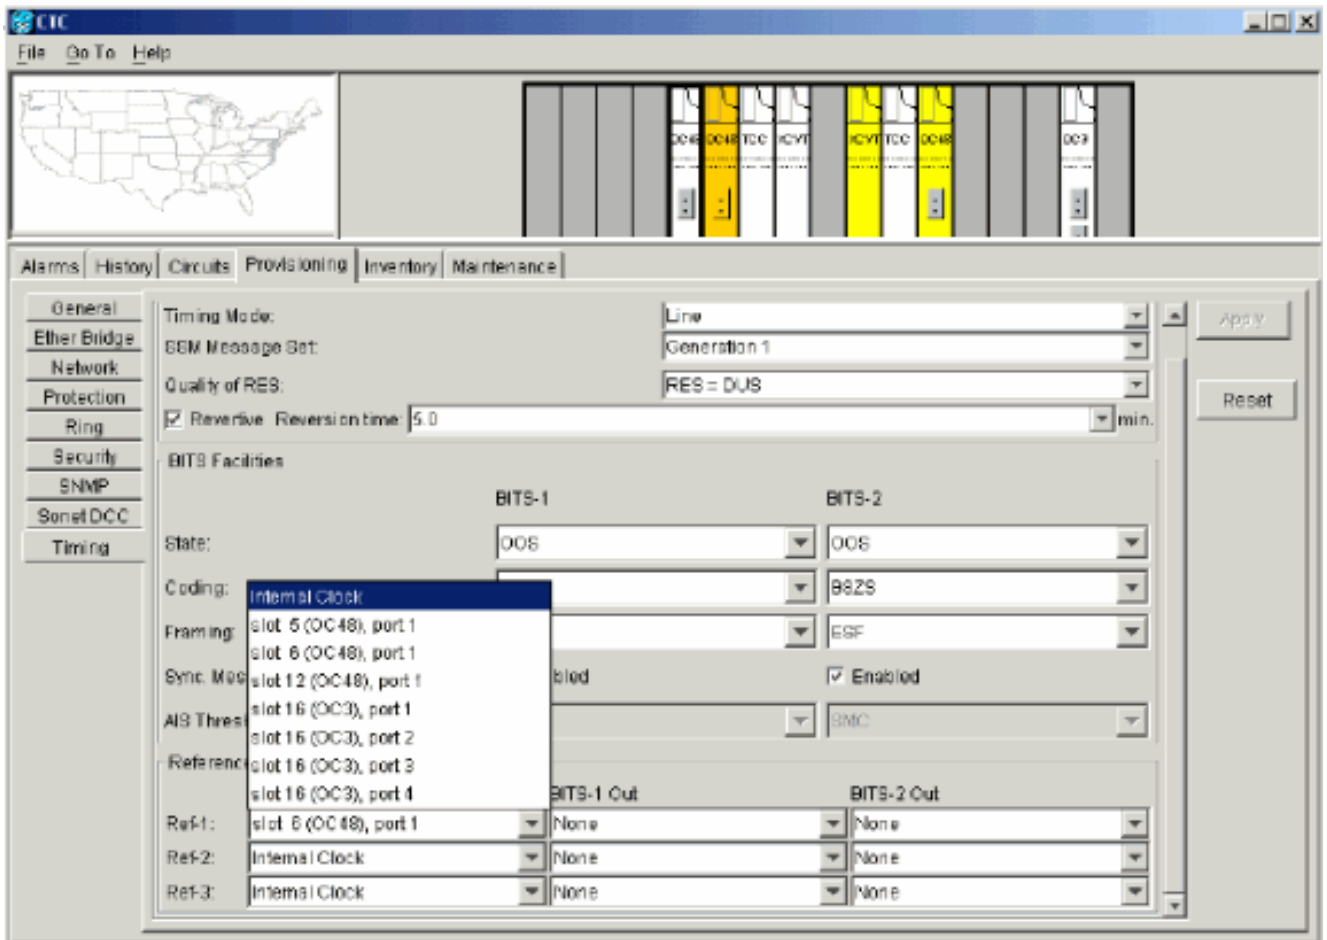 CTC
File Go To Help
OC48 OC48 TCC XCVT XCVT TCC OC48 OC3
Alarms History Circuits Provisioning Inventory Maintenance
General
Ether Bridge
Network
Protection
Ring
Security
SNMP
Sonet DCC
Timing
Timing Mode: Line
SSM Message Set: Generation 1
Quality of RES: RES = DUS
Revertive Reversion time: 5.0 min.
Apply
Reset
BITS Facilities
BITS-1 BITS-2
State: OOS OOS
Coding: B8ZS
Framing: ESF
Sync. Mes bled Enabled
AIS Thresh SMC
Internal Clock
slot 5 (OC48), port 1
slot 6 (OC48), port 1
slot 12 (OC48), port 1
slot 16 (OC3), port 1
slot 16 (OC3), port 2
slot 16 (OC3), port 3
slot 16 (OC3), port 4
Reference
BITS-1 Out BITS-2 Out
Ref-1: slot 6 (OC48), port 1 None None
Ref-2: Internal Clock None None
Ref-3: Internal Clock None None